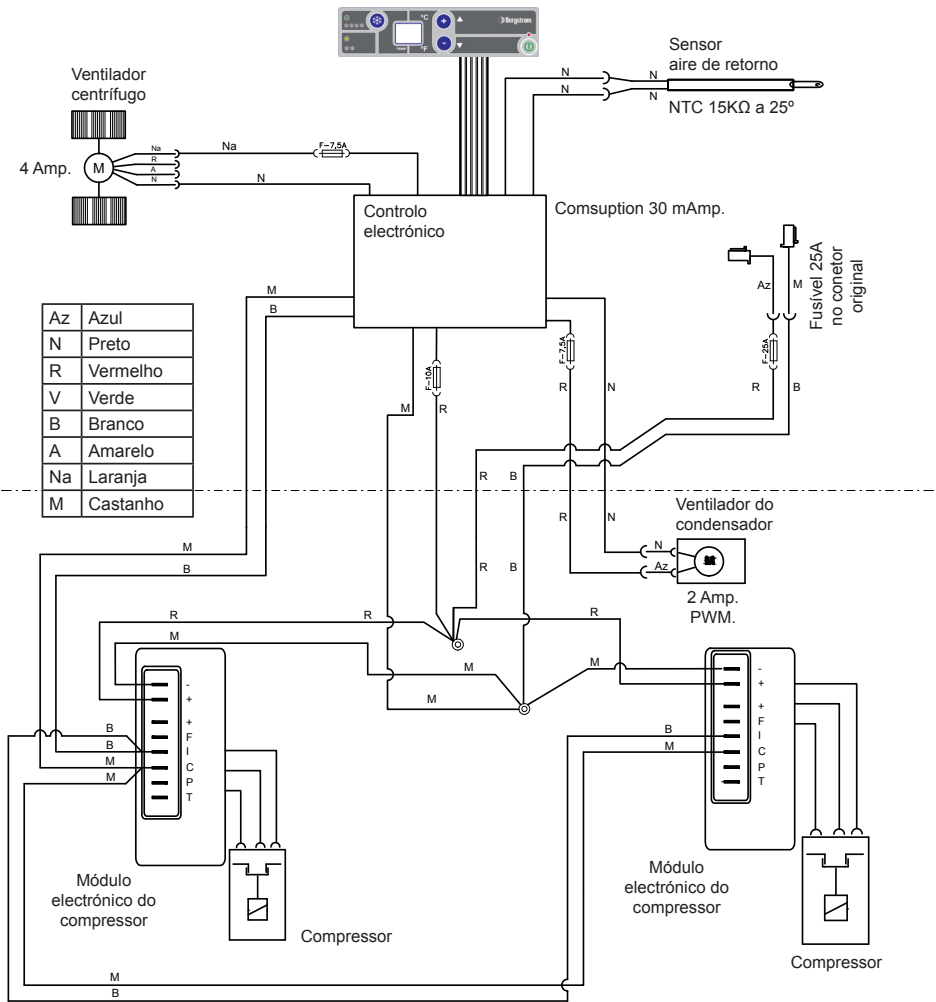 °C
Bergstrom
TEMP
°F
+
-
Sensor
aire de retorno
NTC 15KΩ a 25º
N
N
N
N
Ventilador
centrífugo
4 Amp.
M
Na
R
A
N
Na
N
F-7,5A
Controlo
electrónico
Comsuption 30 mAmp.
Fusível 25A
no conetor
original
Az
M
F-25A
R
B
M
B
F-10A
F-7,5A
M
R
R
N
Az
Azul
N
Preto
R
Vermelho
V
Verde
B
Branco
A
Amarelo
Na
Laranja
M
Castanho
R
B
R
N
Ventilador do
condensador
N
Az
M
2 Amp.
PWM.
M
B
R
B
R
R
R
M
M
M
M
-
+
+
F
I
C
P
T
B
B
M
M
-
+
+
F
I
C
P
T
B
M
Módulo
electrónico do
compressor
Compressor
Módulo
electrónico do
compressor
Compressor
M
B